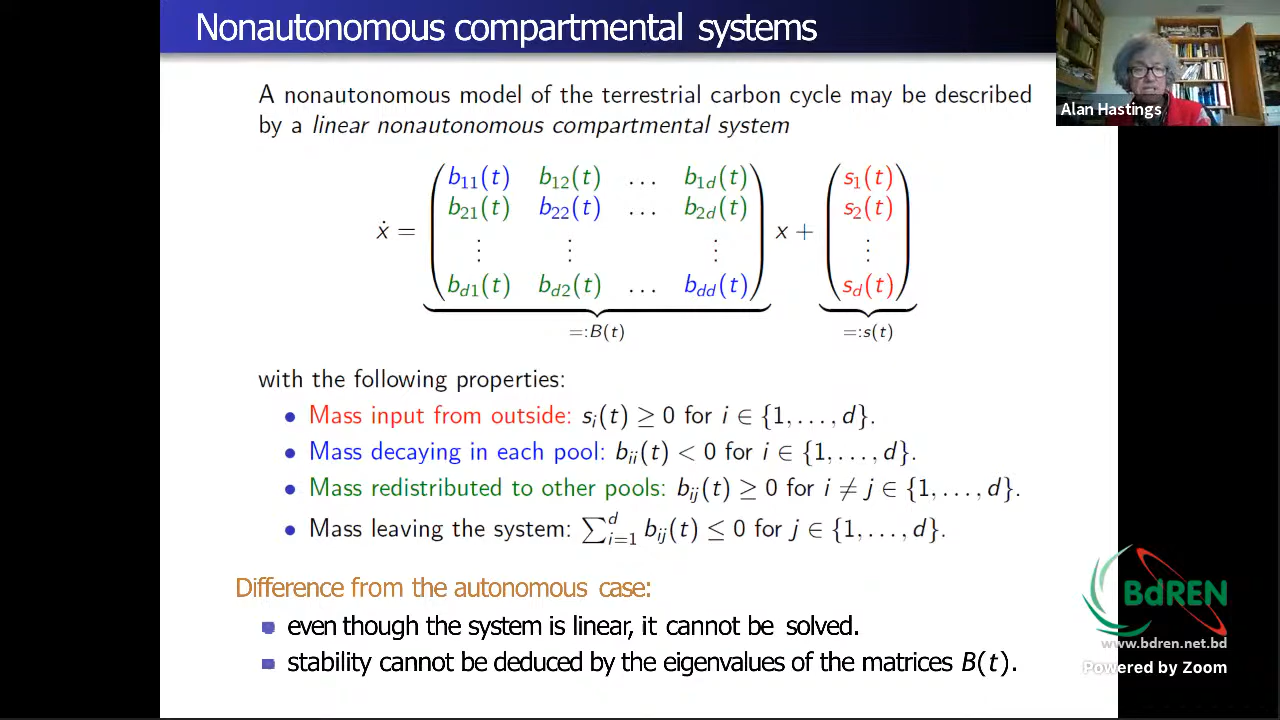 Nonautonomous compartmental systems
Alan Hastings
A nonautonomous model of the terrestrial carbon cycle may be described
by a linear nonautonomous compartmental system
ẋ = ( b₁₁(t) b₁₂(t) … b₁d(t) ) x + ( s₁(t) )
b₂₁(t) b₂₂(t) … b₂d(t) s₂(t)
⋮ ⋮ ⋮ ⋮
bd₁(t) bd₂(t) … bdd(t) sd(t)
=:B(t) =:s(t)
with the following properties:
• Mass input from outside: sᵢ(t) ≥ 0 for i ∈ {1, …, d}.
• Mass decaying in each pool: bᵢᵢ(t) < 0 for i ∈ {1, …, d}.
• Mass redistributed to other pools: bᵢⱼ(t) ≥ 0 for i ≠ j ∈ {1, …, d}.
• Mass leaving the system: ∑ᵢ₌₁ᵈ bᵢⱼ(t) ≤ 0 for j ∈ {1, …, d}.
Difference from the autonomous case:
even though the system is linear, it cannot be solved.
stability cannot be deduced by the eigenvalues of the matrices B(t).
BdREN
www.bdren.net.bd
Powered by Zoom